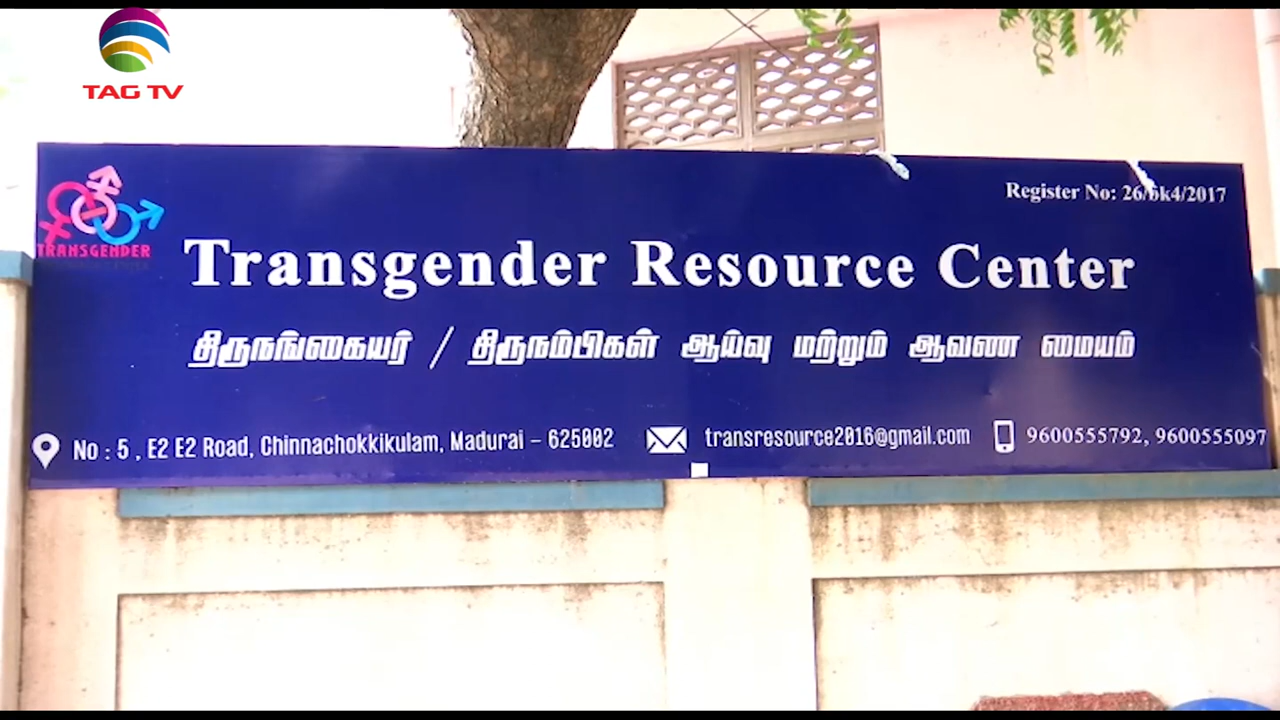 TAG TV
Register No: 26/bk4/2017
TRANSGENDER
Transgender Resource Center
திருநங்கையர் / திருநம்பிகள் ஆய்வு மற்றும் ஆவண மையம்
No : 5 , E2 E2 Road, Chinnachokkikulam, Madurai - 625002
transresource2016@gmail.com
9600555792, 9600555097